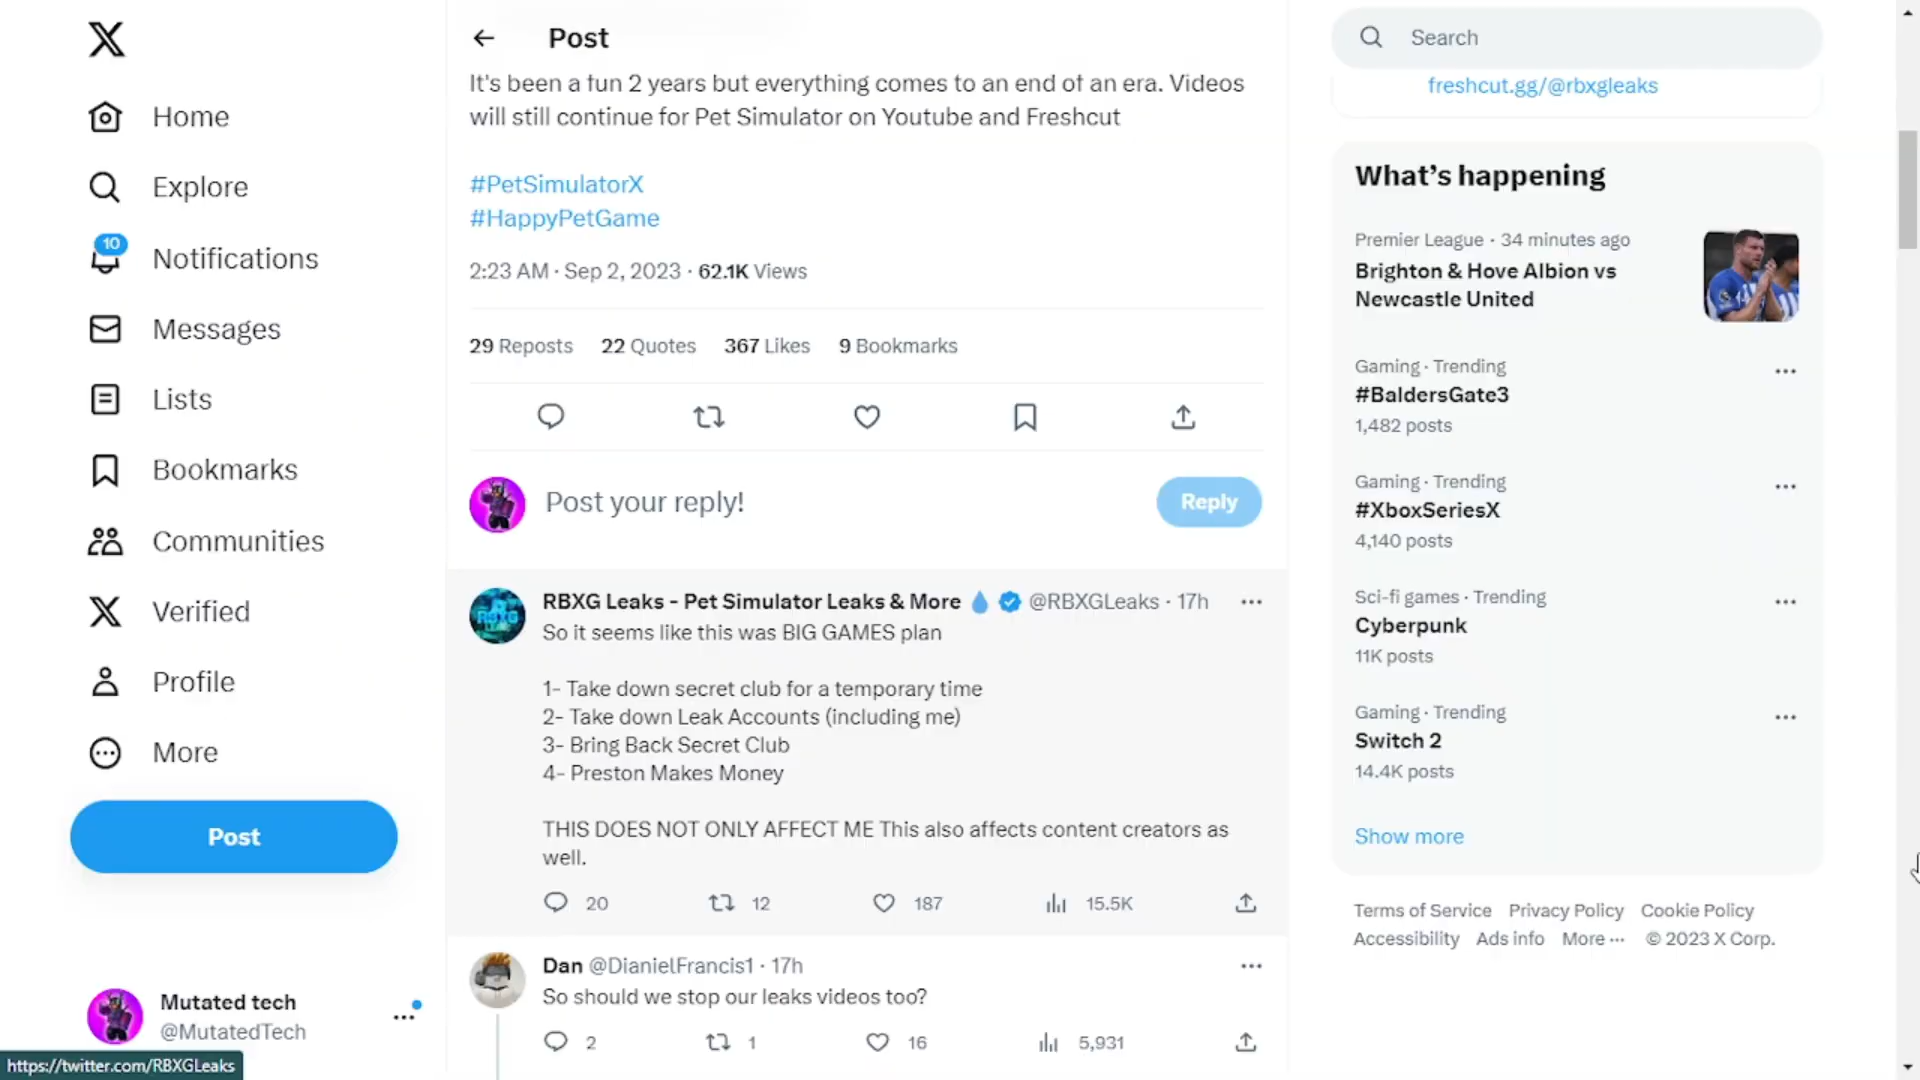 Home
Explore
10
Notifications
Messages
Lists
Bookmarks
Communities
Verified
Profile
More
Post
Mutated tech
@MutatedTech
https://twitter.com/RBXGLeaks
Post
It's been a fun 2 years but everything comes to an end of an era. Videos
will still continue for Pet Simulator on Youtube and Freshcut
#PetSimulatorX
#HappyPetGame
2:23 AM · Sep 2, 2023 · 62.1K Views
29 Reposts 22 Quotes 367 Likes 9 Bookmarks
Post your reply!
Reply
RBXG Leaks - Pet Simulator Leaks & More 💧 @RBXGLeaks · 17h
So it seems like this was BIG GAMES plan
1- Take down secret club for a temporary time
2- Take down Leak Accounts (including me)
3- Bring Back Secret Club
4- Preston Makes Money
THIS DOES NOT ONLY AFFECT ME This also affects content creators as
well.
20 12 187 15.5K
Dan @DianielFrancis1 · 17h
So should we stop our leaks videos too?
2 1 16 5,931
Search
freshcut.gg/@rbxgleaks
What's happening
Premier League · 34 minutes ago
Brighton & Hove Albion vs
Newcastle United
Gaming · Trending
#BaldersGate3
1,482 posts
Gaming · Trending
#XboxSeriesX
4,140 posts
Sci-fi games · Trending
Cyberpunk
11K posts
Gaming · Trending
Switch 2
14.4K posts
Show more
Terms of Service Privacy Policy Cookie Policy
Accessibility Ads info More ··· © 2023 X Corp.